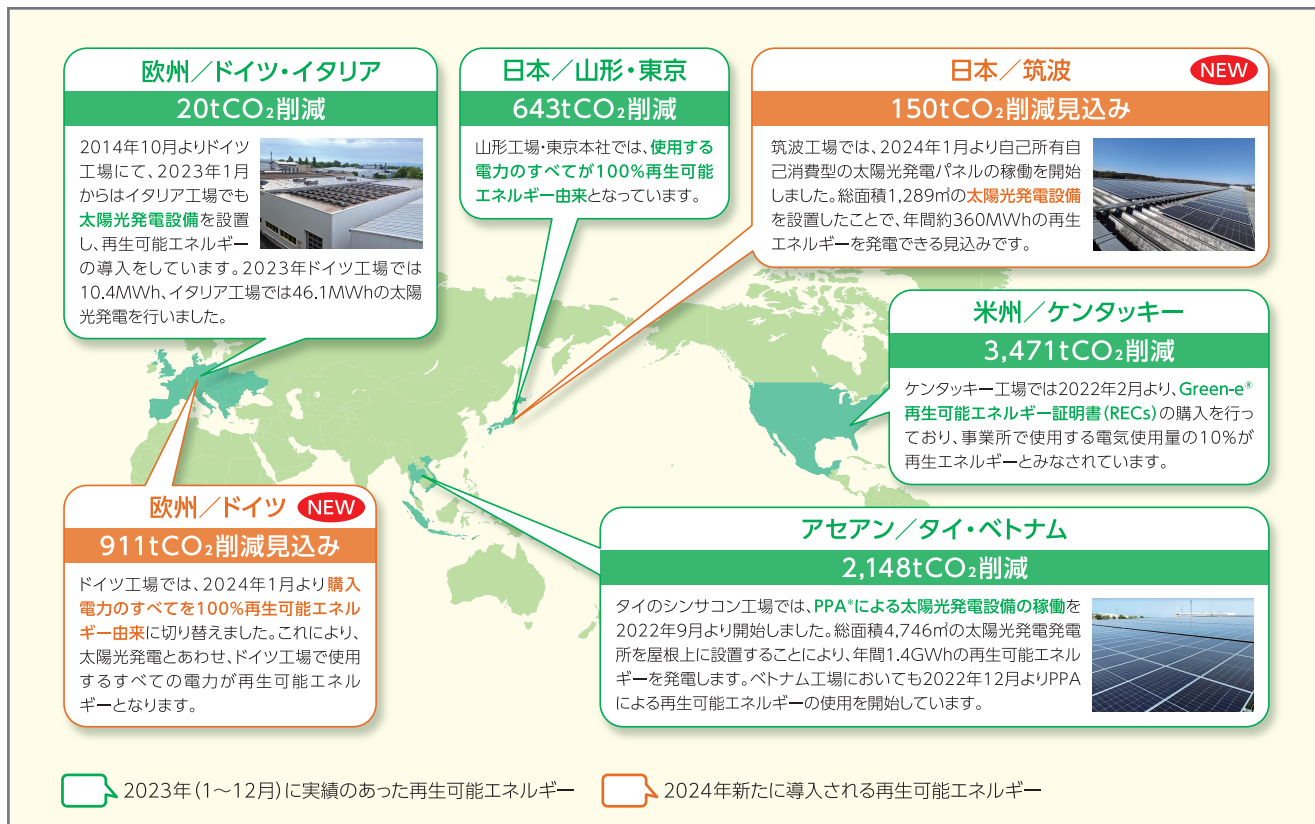 欧州／ドイツ・イタリア
20tCO₂削減
2014年10月よりドイツ
工場にて、2023年1月
からはイタリア工場でも
太陽光発電設備を設置
し、再生可能エネルギー
の導入をしています。2023年ドイツ工場では
10.4MWh、イタリア工場では46.1MWhの太陽
光発電を行いました。
日本／山形・東京
643tCO₂削減
山形工場・東京本社では、使用する
電力のすべてが100%再生可能
エネルギー由来となっています。
日本／筑波
NEW
150tCO₂削減見込み
筑波工場では、2024年1月より自己所有自
己消費型の太陽光発電パネルの稼働を開始
しました。総面積1,289㎡の太陽光発電設備
を設置したことで、年間約360MWhの再生
エネルギーを発電できる見込みです。
米州／ケンタッキー
3,471tCO₂削減
ケンタッキー工場では2022年2月より、Green-e®
再生可能エネルギー証明書（RECs）の購入を行っ
ており、事業所で使用する電気使用量の10%が
再生エネルギーとみなされています。
欧州／ドイツ
NEW
911tCO₂削減見込み
ドイツ工場では、2024年1月より購入
電力のすべてを100%再生可能エネル
ギー由来に切り替えました。これにより、
太陽光発電とあわせ、ドイツ工場で使用
するすべての電力が再生可能エネル
ギーとなります。
アセアン／タイ・ベトナム
2,148tCO₂削減
タイのシンサコン工場では、PPA*による太陽光発電設備の稼働を
2022年9月より開始しました。総面積4,746㎡の太陽光発電発電
所を屋根上に設置することにより、年間1.4GWhの再生可能エネル
ギーを発電します。ベトナム工場においても2022年12月よりPPA
による再生可能エネルギーの使用を開始しています。
2023年（1～12月）に実績のあった再生可能エネルギー
2024年新たに導入される再生可能エネルギー